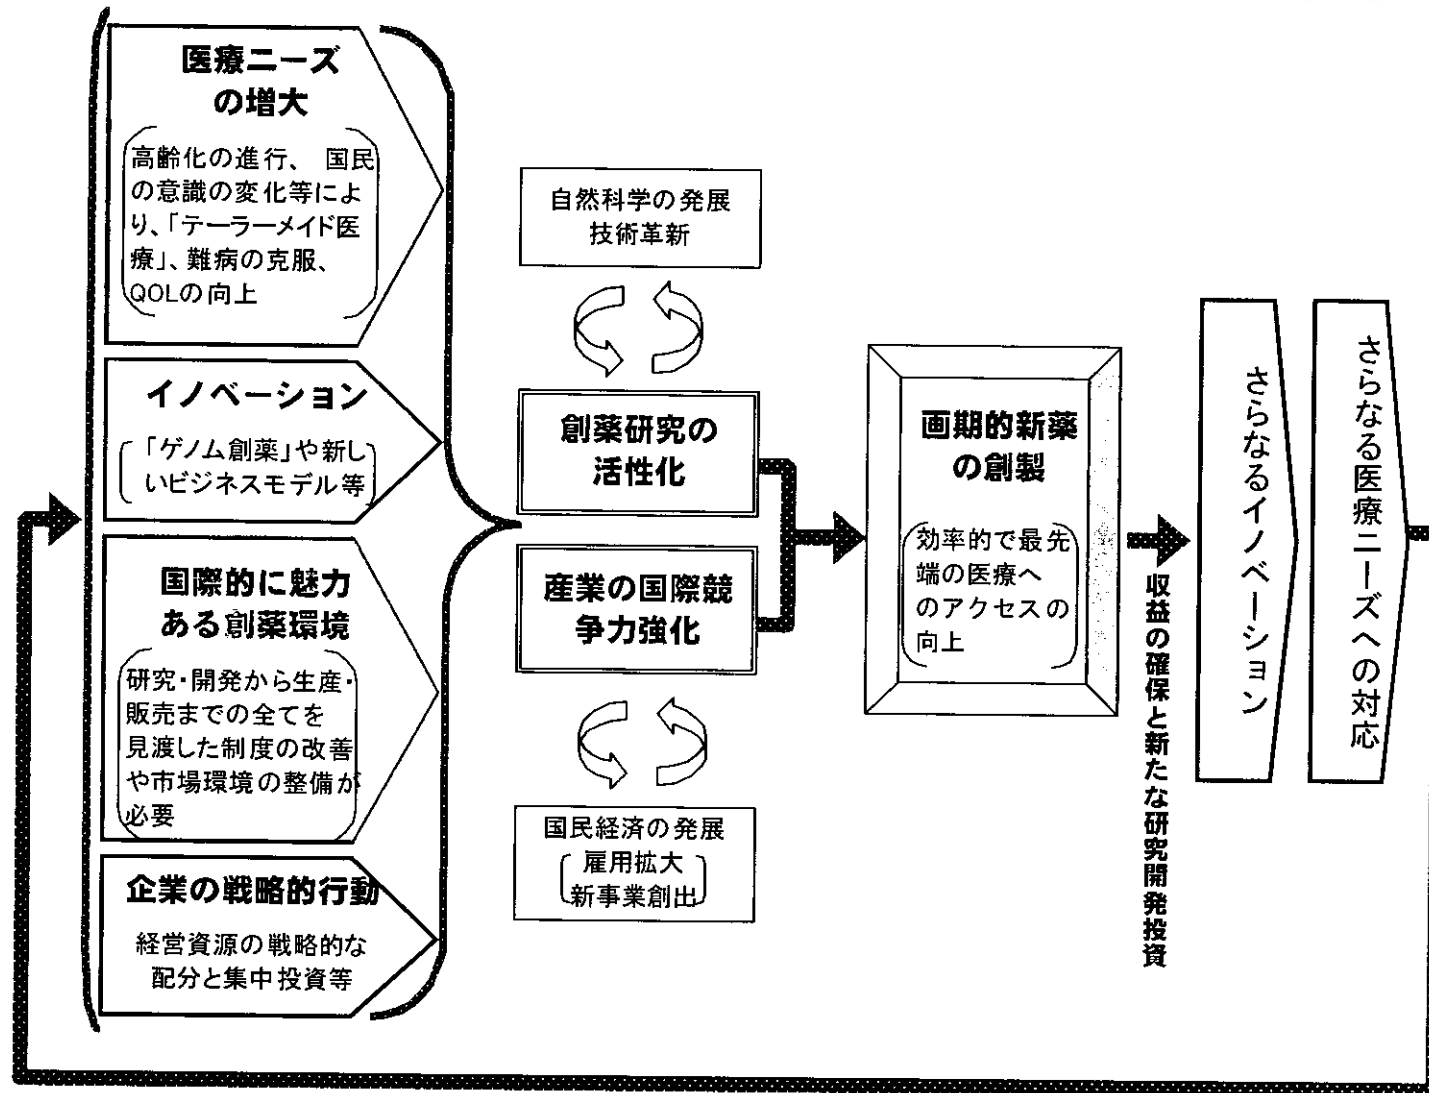 医療ニーズ
の増大
高齢化の進行、 国民
の意識の変化等によ
り、「テーラーメイド医
療」、難病の克服、
QOLの向上
イノベーション
「ゲノム創薬」や新し
いビジネスモデル等
国際的に魅力
ある創薬環境
研究・開発から生産・
販売までの全てを
見渡した制度の改善
や市場環境の整備が
必要
企業の戦略的行動
経営資源の戦略的な
配分と集中投資等
自然科学の発展
技術革新
創薬研究の
活性化
産業の国際競
争力強化
国民経済の発展
雇用拡大
新事業創出
画期的新薬
の創製
効率的で最先
端の医療へ
のアクセスの
向上
収益の確保と新たな研究開発投資
さらなるイノベーション
さらなる医療ニーズへの対応